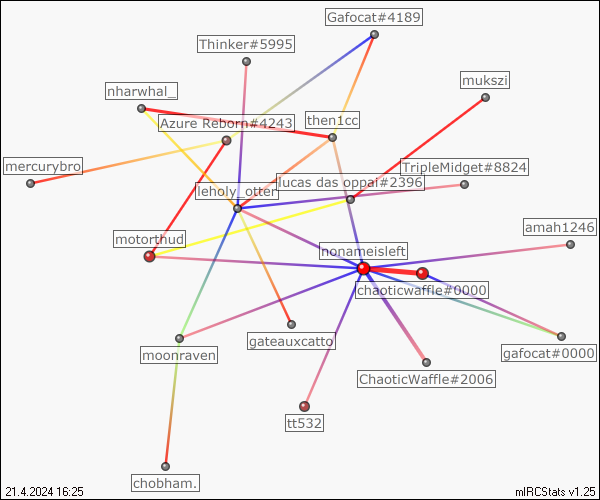 Gafocat#4189
Thinker#5995
mukszi
nharwhal_
then1cc
Azure Reborn#4243
mercurybro
TripleMidget#8824
lucas das oppai#2396
leholy_otter
amah1246
motorthud
nonameisleft
chaoticwaffle#0000
gateauxcatto
gafocat#0000
moonraven
ChaoticWaffle#2006
tt532
chobham.
21.4.2024 16:25
mIRCStats v1.25